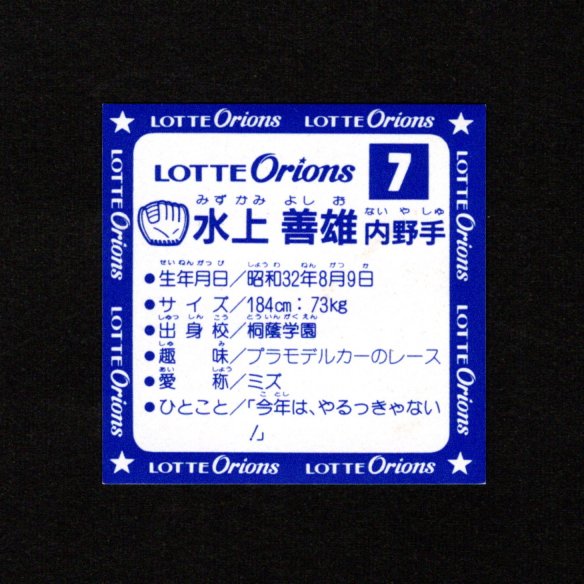 LOTTE Orions LOTTE Orions
LOTTE Orions
LOTTE Orions
LOTTE Orions
LOTTE Orions
LOTTE Orions 7
みずかみ よしお ないやしゅ
水上 善雄 内野手
せいねんがっぴ しょうわ ねん がつ か
●生年月日/昭和32年8月9日
●サイズ/184cm:73kg
しゅっしんこう とういんがくえん
●出身校/桐蔭学園
しゅ み
●趣味/プラモデルカーのレース
あい しょう
●愛称/ミズ
ことし
●ひとこと/「今年は、やるっきゃない
!」
LOTTE Orions LOTTE Orions